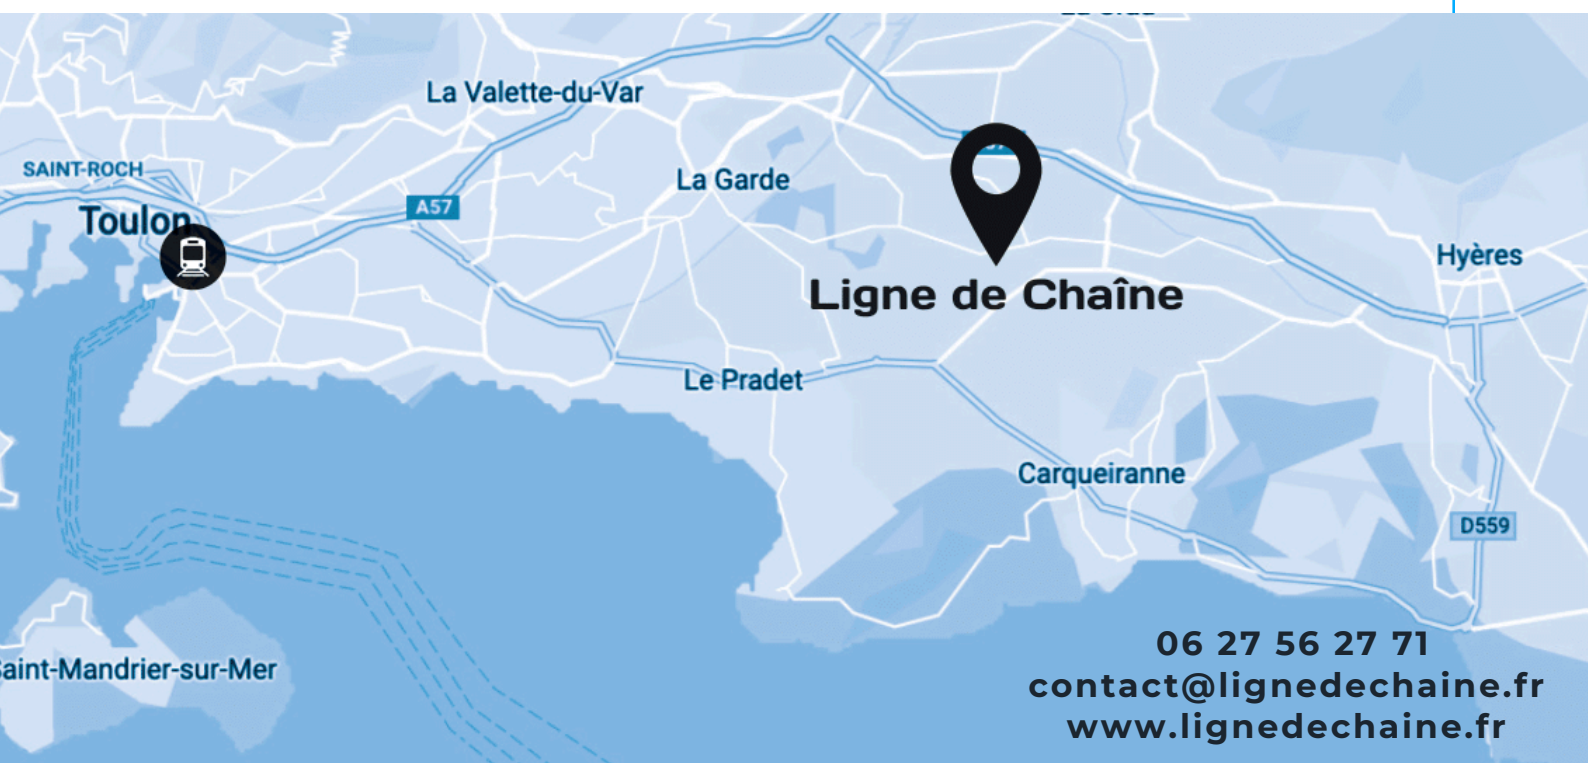 La Valette-du-Var
SAINT-ROCH
La Garde
Toulon
A57
Hyères
Ligne de Chaîne
Le Pradet
Carqueiranne
D559
06 27 56 27 71
aint-Mandrier-sur-Mer
contact@lignedechaine.fr
www.lignedechaine.fr